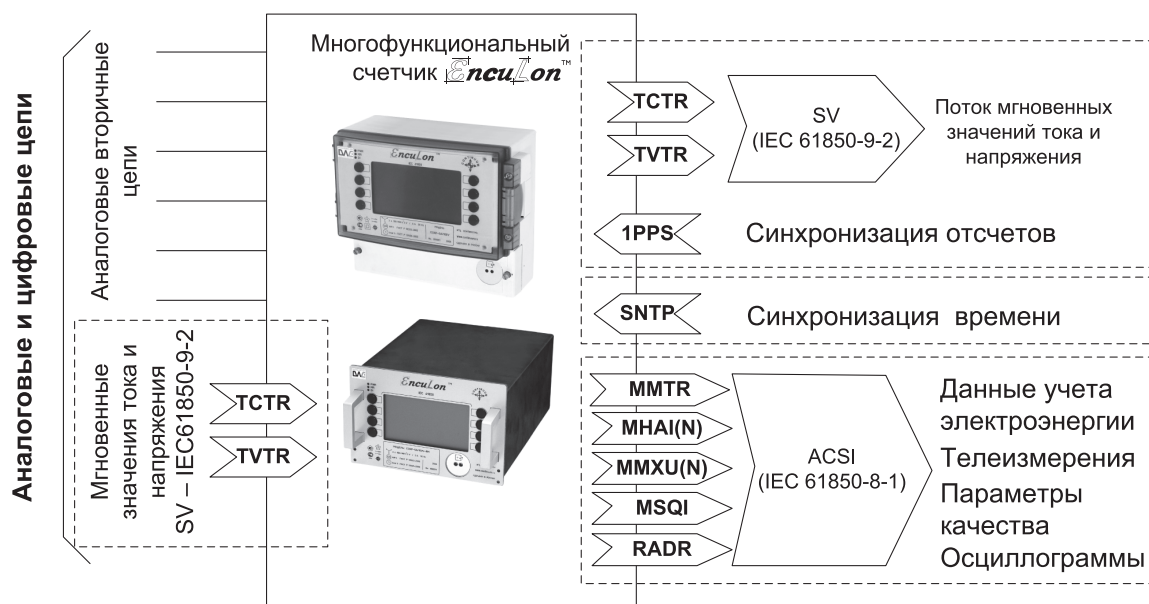 Аналоговые и цифровые цепи
Аналоговые вторичные
цепи
Мгновенные
значения тока и
напряжения
SV – IEC61850-9-2
TCTR
TVTR
Многофункциональный
счетчик EncuLon™
EncuLon™
EncuLon™
TCTR
TVTR
SV
(IEC 61850-9-2)
Поток мгновенных
значений тока и
напряжения
1PPS
Синхронизация отсчетов
SNTP
Синхронизация времени
MMTR
MHAI(N)
MMXU(N)
MSQI
RADR
ACSI
(IEC 61850-8-1)
Данные учета
электроэнергии
Телеизмерения
Параметры
качества
Осциллограммы